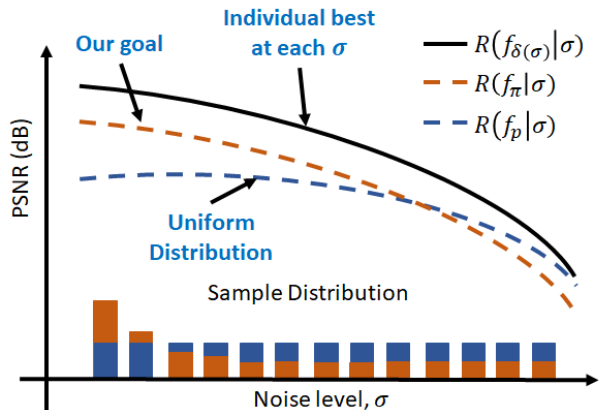 Individual best
at each σ
Our goal
R(f_δ(σ)|σ)
R(f_π|σ)
R(f_p|σ)
PSNR (dB)
Uniform
Distribution
Sample Distribution
Noise level, σ